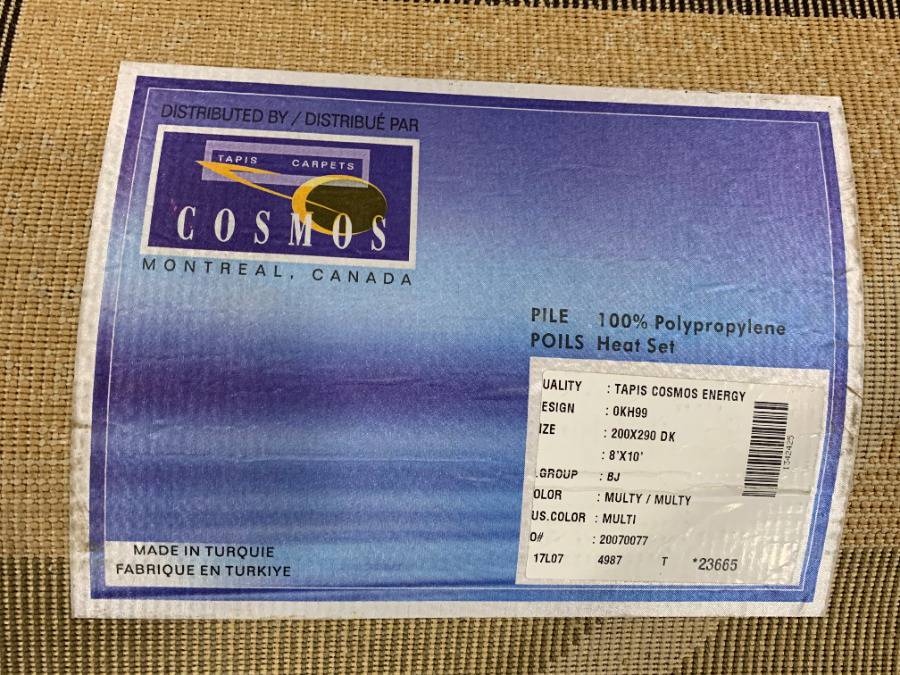 DISTRIBUTED BY / DISTRIBUÉ PAR
TAPIS CARPETS
COSMOS
MONTREAL, CANADA
PILE 100% Polypropylene
POILS Heat Set
UALITY : TAPIS COSMOS ENERGY
ESIGN : 0KH99
IZE : 200X290 DK
: 8'X10'
.GROUP : BJ
OLOR : MULTY / MULTY
US.COLOR : MULTI
O# : 20070077
17L07 4987 T *23665
1342425
MADE IN TURQUIE
FABRIQUE EN TURKIYE